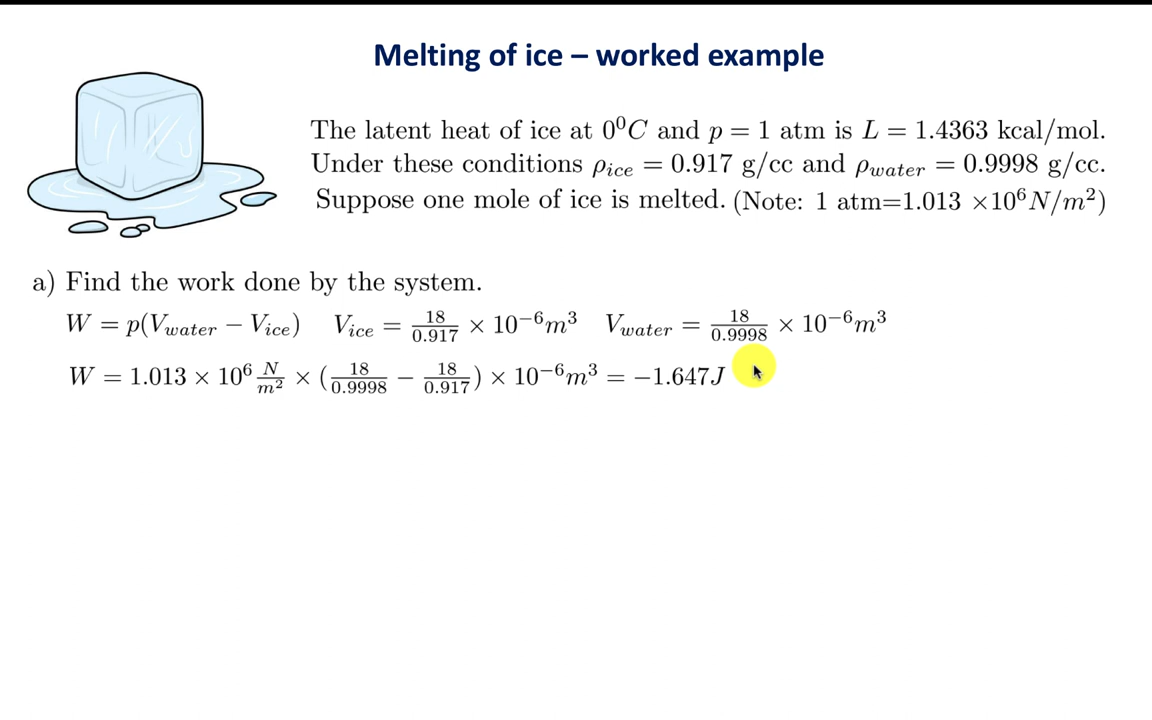 Melting of ice – worked example
The latent heat of ice at 0⁰C and p = 1 atm is L = 1.4363 kcal/mol.
Under these conditions ρ_ice = 0.917 g/cc and ρ_water = 0.9998 g/cc.
Suppose one mole of ice is melted. (Note: 1 atm=1.013 ×10⁶N/m²)
a) Find the work done by the system.
W = p(V_water − V_ice) V_ice = 18/0.917 × 10⁻⁶m³ V_water = 18/0.9998 × 10⁻⁶m³
W = 1.013 × 10⁶ N/m² × (18/0.9998 − 18/0.917) × 10⁻⁶m³ = −1.647J